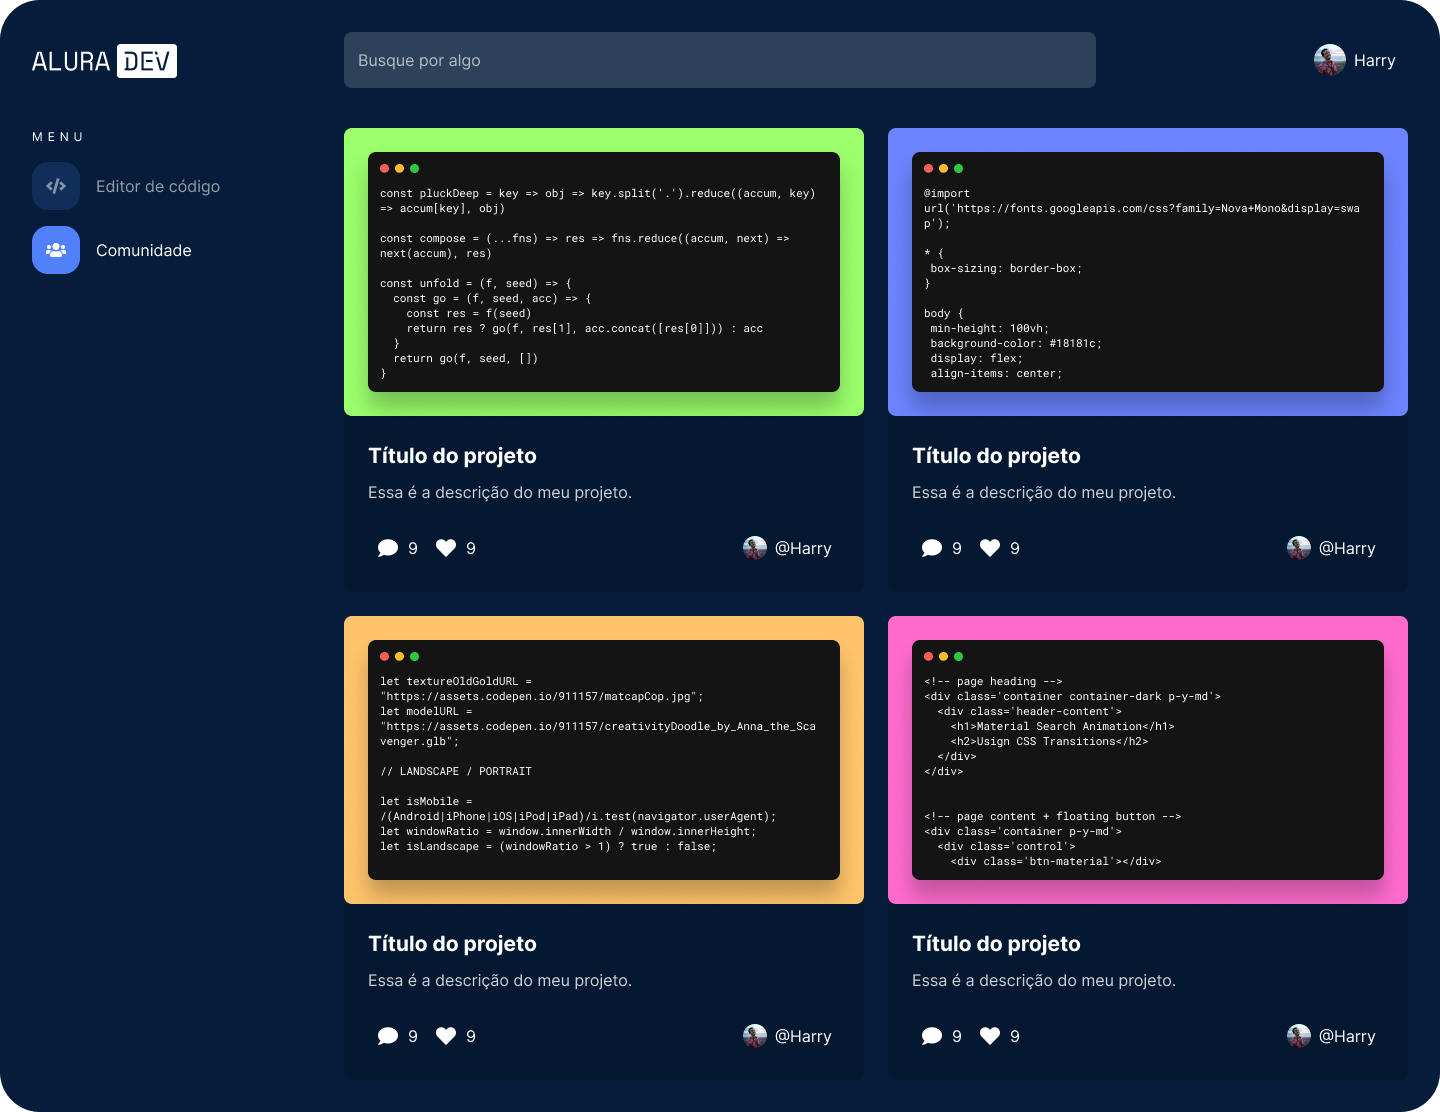 ALURA DEV
Busque por algo
Harry
MENU
Editor de código
Comunidade
const pluckDeep = key => obj => key.split('.').reduce((accum, key)
=> accum[key], obj)
const compose = (...fns) => res => fns.reduce((accum, next) =>
next(accum), res)
const unfold = (f, seed) => {
  const go = (f, seed, acc) => {
    const res = f(seed)
    return res ? go(f, res[1], acc.concat([res[0]])) : acc
  }
  return go(f, seed, [])
}
Título do projeto
Essa é a descrição do meu projeto.
9 9 @Harry
@import
url('https://fonts.googleapis.com/css?family=Nova+Mono&display=swa
p');
* {
 box-sizing: border-box;
}
body {
 min-height: 100vh;
 background-color: #18181c;
 display: flex;
 align-items: center;
Título do projeto
Essa é a descrição do meu projeto.
9 9 @Harry
let textureOldGoldURL =
"https://assets.codepen.io/911157/matcapCop.jpg";
let modelURL =
"https://assets.codepen.io/911157/creativityDoodle_by_Anna_the_Sca
venger.glb";
// LANDSCAPE / PORTRAIT
let isMobile =
/(Android|iPhone|iOS|iPod|iPad)/i.test(navigator.userAgent);
let windowRatio = window.innerWidth / window.innerHeight;
let isLandscape = (windowRatio > 1) ? true : false;
Título do projeto
Essa é a descrição do meu projeto.
9 9 @Harry
<!-- page heading -->
<div class='container container-dark p-y-md'>
  <div class='header-content'>
    <h1>Material Search Animation</h1>
    <h2>Usign CSS Transitions</h2>
  </div>
</div>
<!-- page content + floating button -->
<div class='container p-y-md'>
  <div class='control'>
    <div class='btn-material'></div>
Título do projeto
Essa é a descrição do meu projeto.
9 9 @Harry